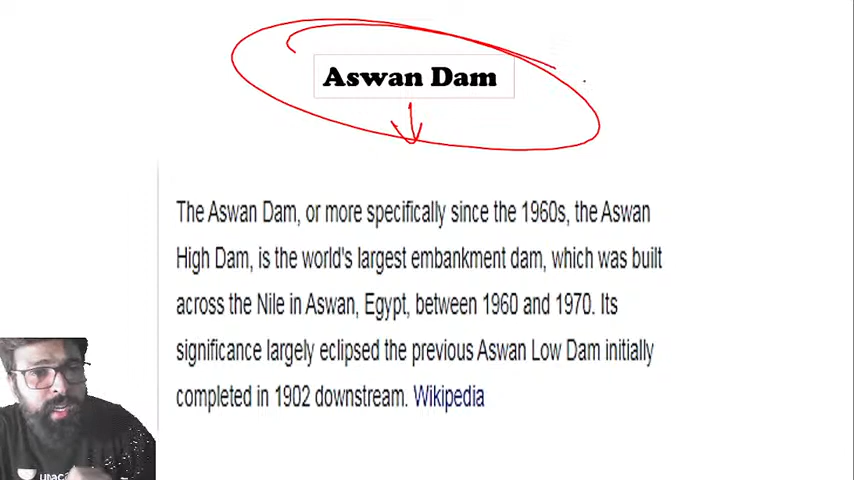 Aswan Dam
The Aswan Dam, or more specifically since the 1960s, the Aswan
High Dam, is the world's largest embankment dam, which was built
across the Nile in Aswan, Egypt, between 1960 and 1970. Its
significance largely eclipsed the previous Aswan Low Dam initially
completed in 1902 downstream. Wikipedia